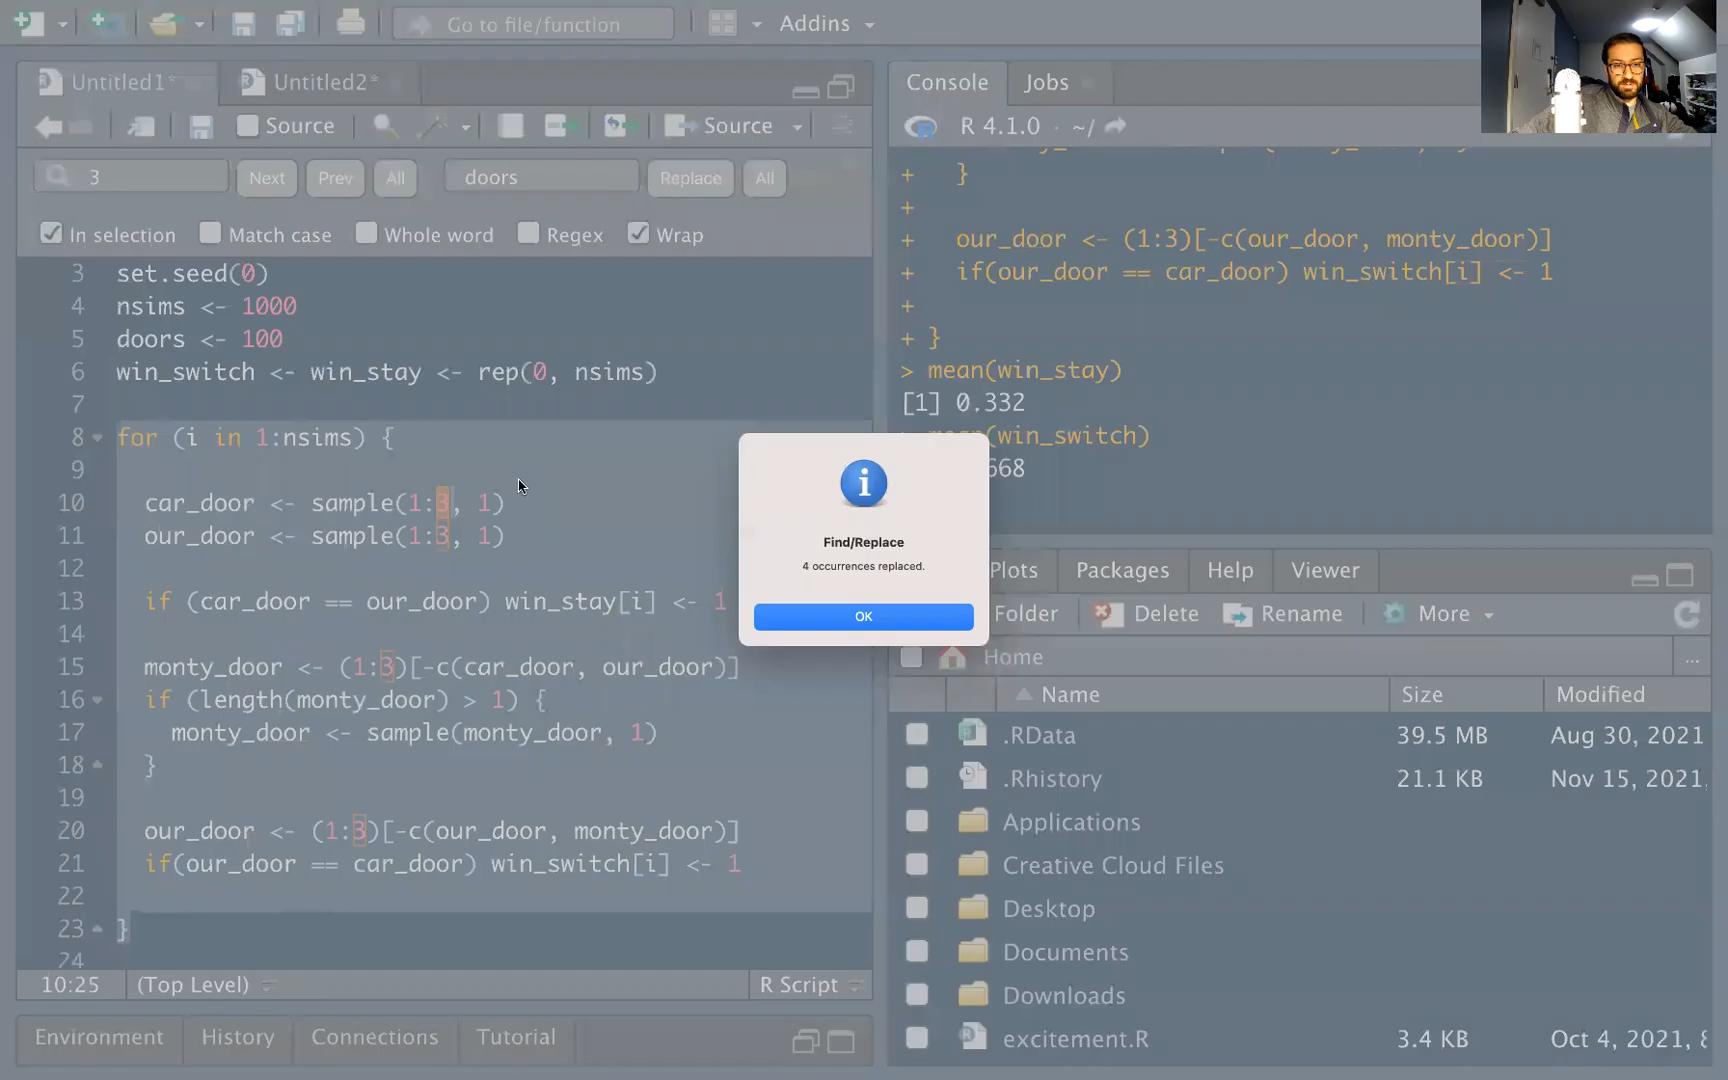 Go to file/function
Addins
Untitled1*
Untitled2*
Source
Source
3
Next
Prev
All
doors
Replace
All
In selection
Match case
Whole word
Regex
Wrap
3 set.seed(0)
4 nsims <- 1000
5 doors <- 100
6 win_switch <- win_stay <- rep(0, nsims)
7
8 for (i in 1:nsims) {
9
10 car_door <- sample(1:3, 1)
11 our_door <- sample(1:3, 1)
12
13 if (car_door == our_door) win_stay[i] <- 1
14
15 monty_door <- (1:3)[-c(car_door, our_door)]
16 if (length(monty_door) > 1) {
17 monty_door <- sample(monty_door, 1)
18 }
19
20 our_door <- (1:3)[-c(our_door, monty_door)]
21 if(our_door == car_door) win_switch[i] <- 1
22
23 }
24
10:25
(Top Level)
R Script
Environment
History
Connections
Tutorial
Console
Jobs
R 4.1.0 · ~/
+ }
+
+ our_door <- (1:3)[-c(our_door, monty_door)]
+ if(our_door == car_door) win_switch[i] <- 1
+
+ }
> mean(win_stay)
[1] 0.332
win_switch)
668
Find/Replace
4 occurrences replaced.
OK
Plots
Packages
Help
Viewer
Folder
Delete
Rename
More
Home
...
Name
Size
Modified
.RData 39.5 MB Aug 30, 2021
.Rhistory 21.1 KB Nov 15, 2021,
Applications
Creative Cloud Files
Desktop
Documents
Downloads
excitement.R 3.4 KB Oct 4, 2021, 8